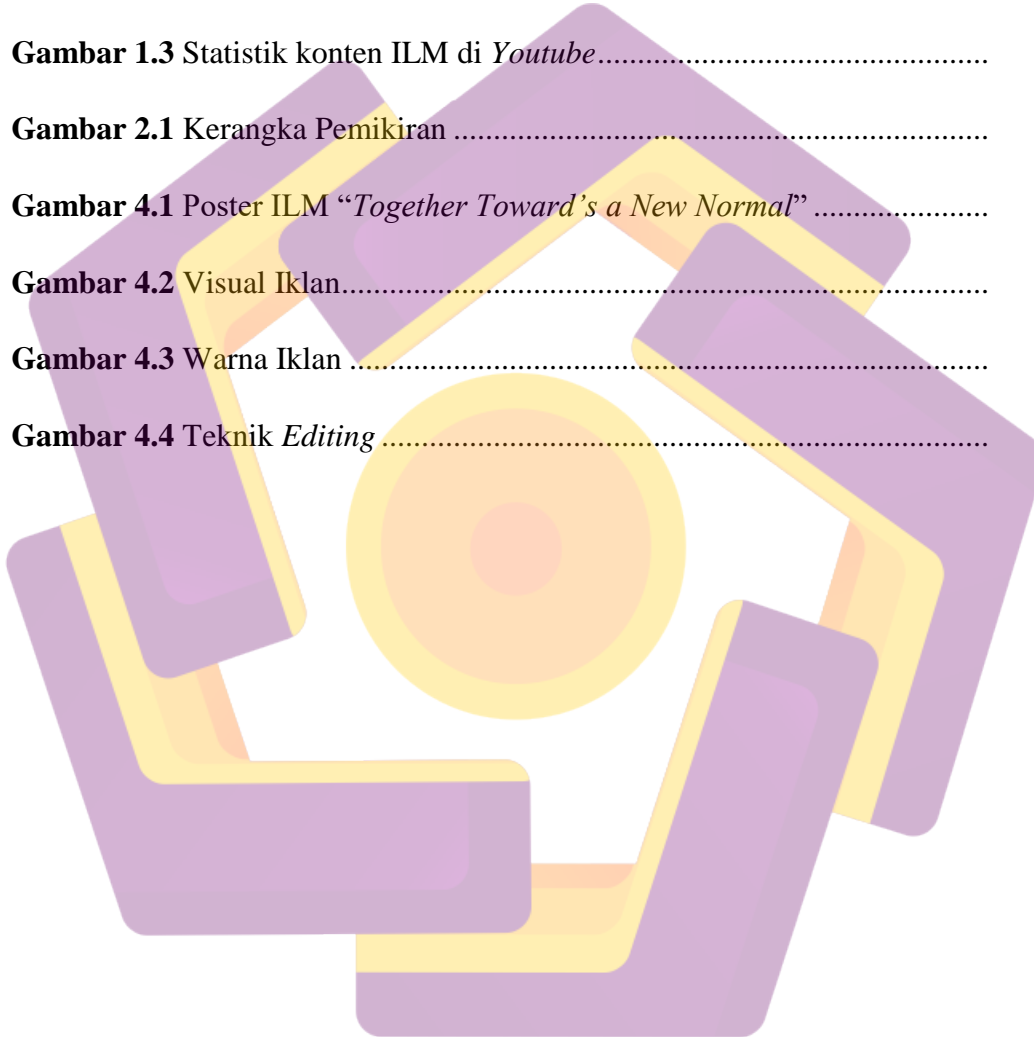 Gambar 1.3 Statistik konten ILM di Youtube.................................................
Gambar 2.1 Kerangka Pemikiran ...................................................................
Gambar 4.1 Poster ILM “Together Toward’s a New Normal” ......................
Gambar 4.2 Visual Iklan.................................................................................
Gambar 4.3 Warna Iklan ................................................................................
Gambar 4.4 Teknik Editing ............................................................................